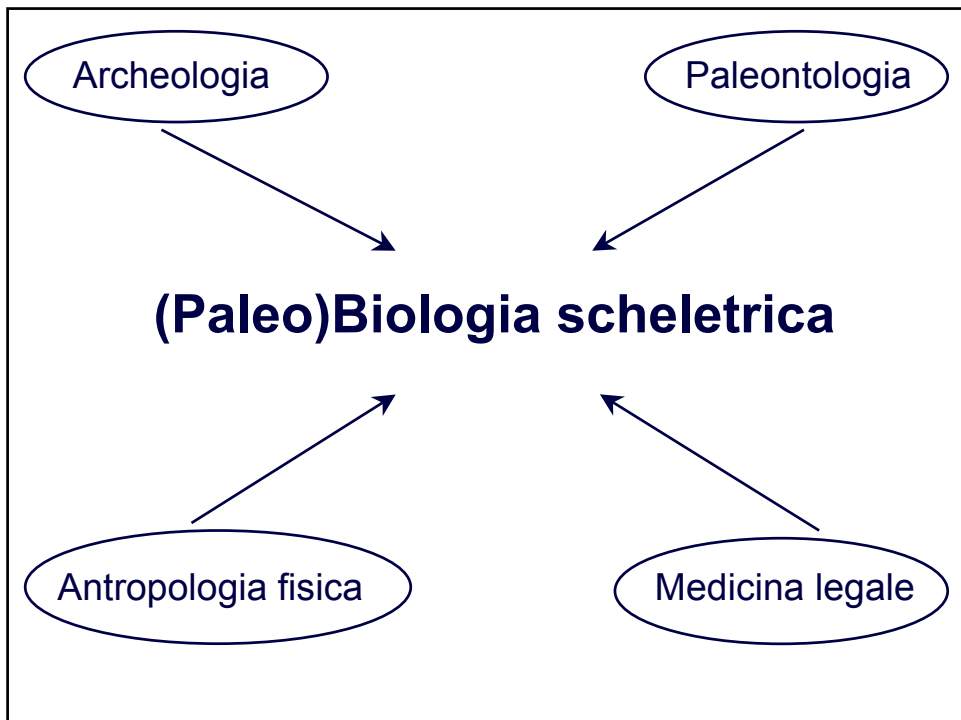 Archeologia
Paleontologia
(Paleo)Biologia scheletrica
Antropologia fisica
Medicina legale